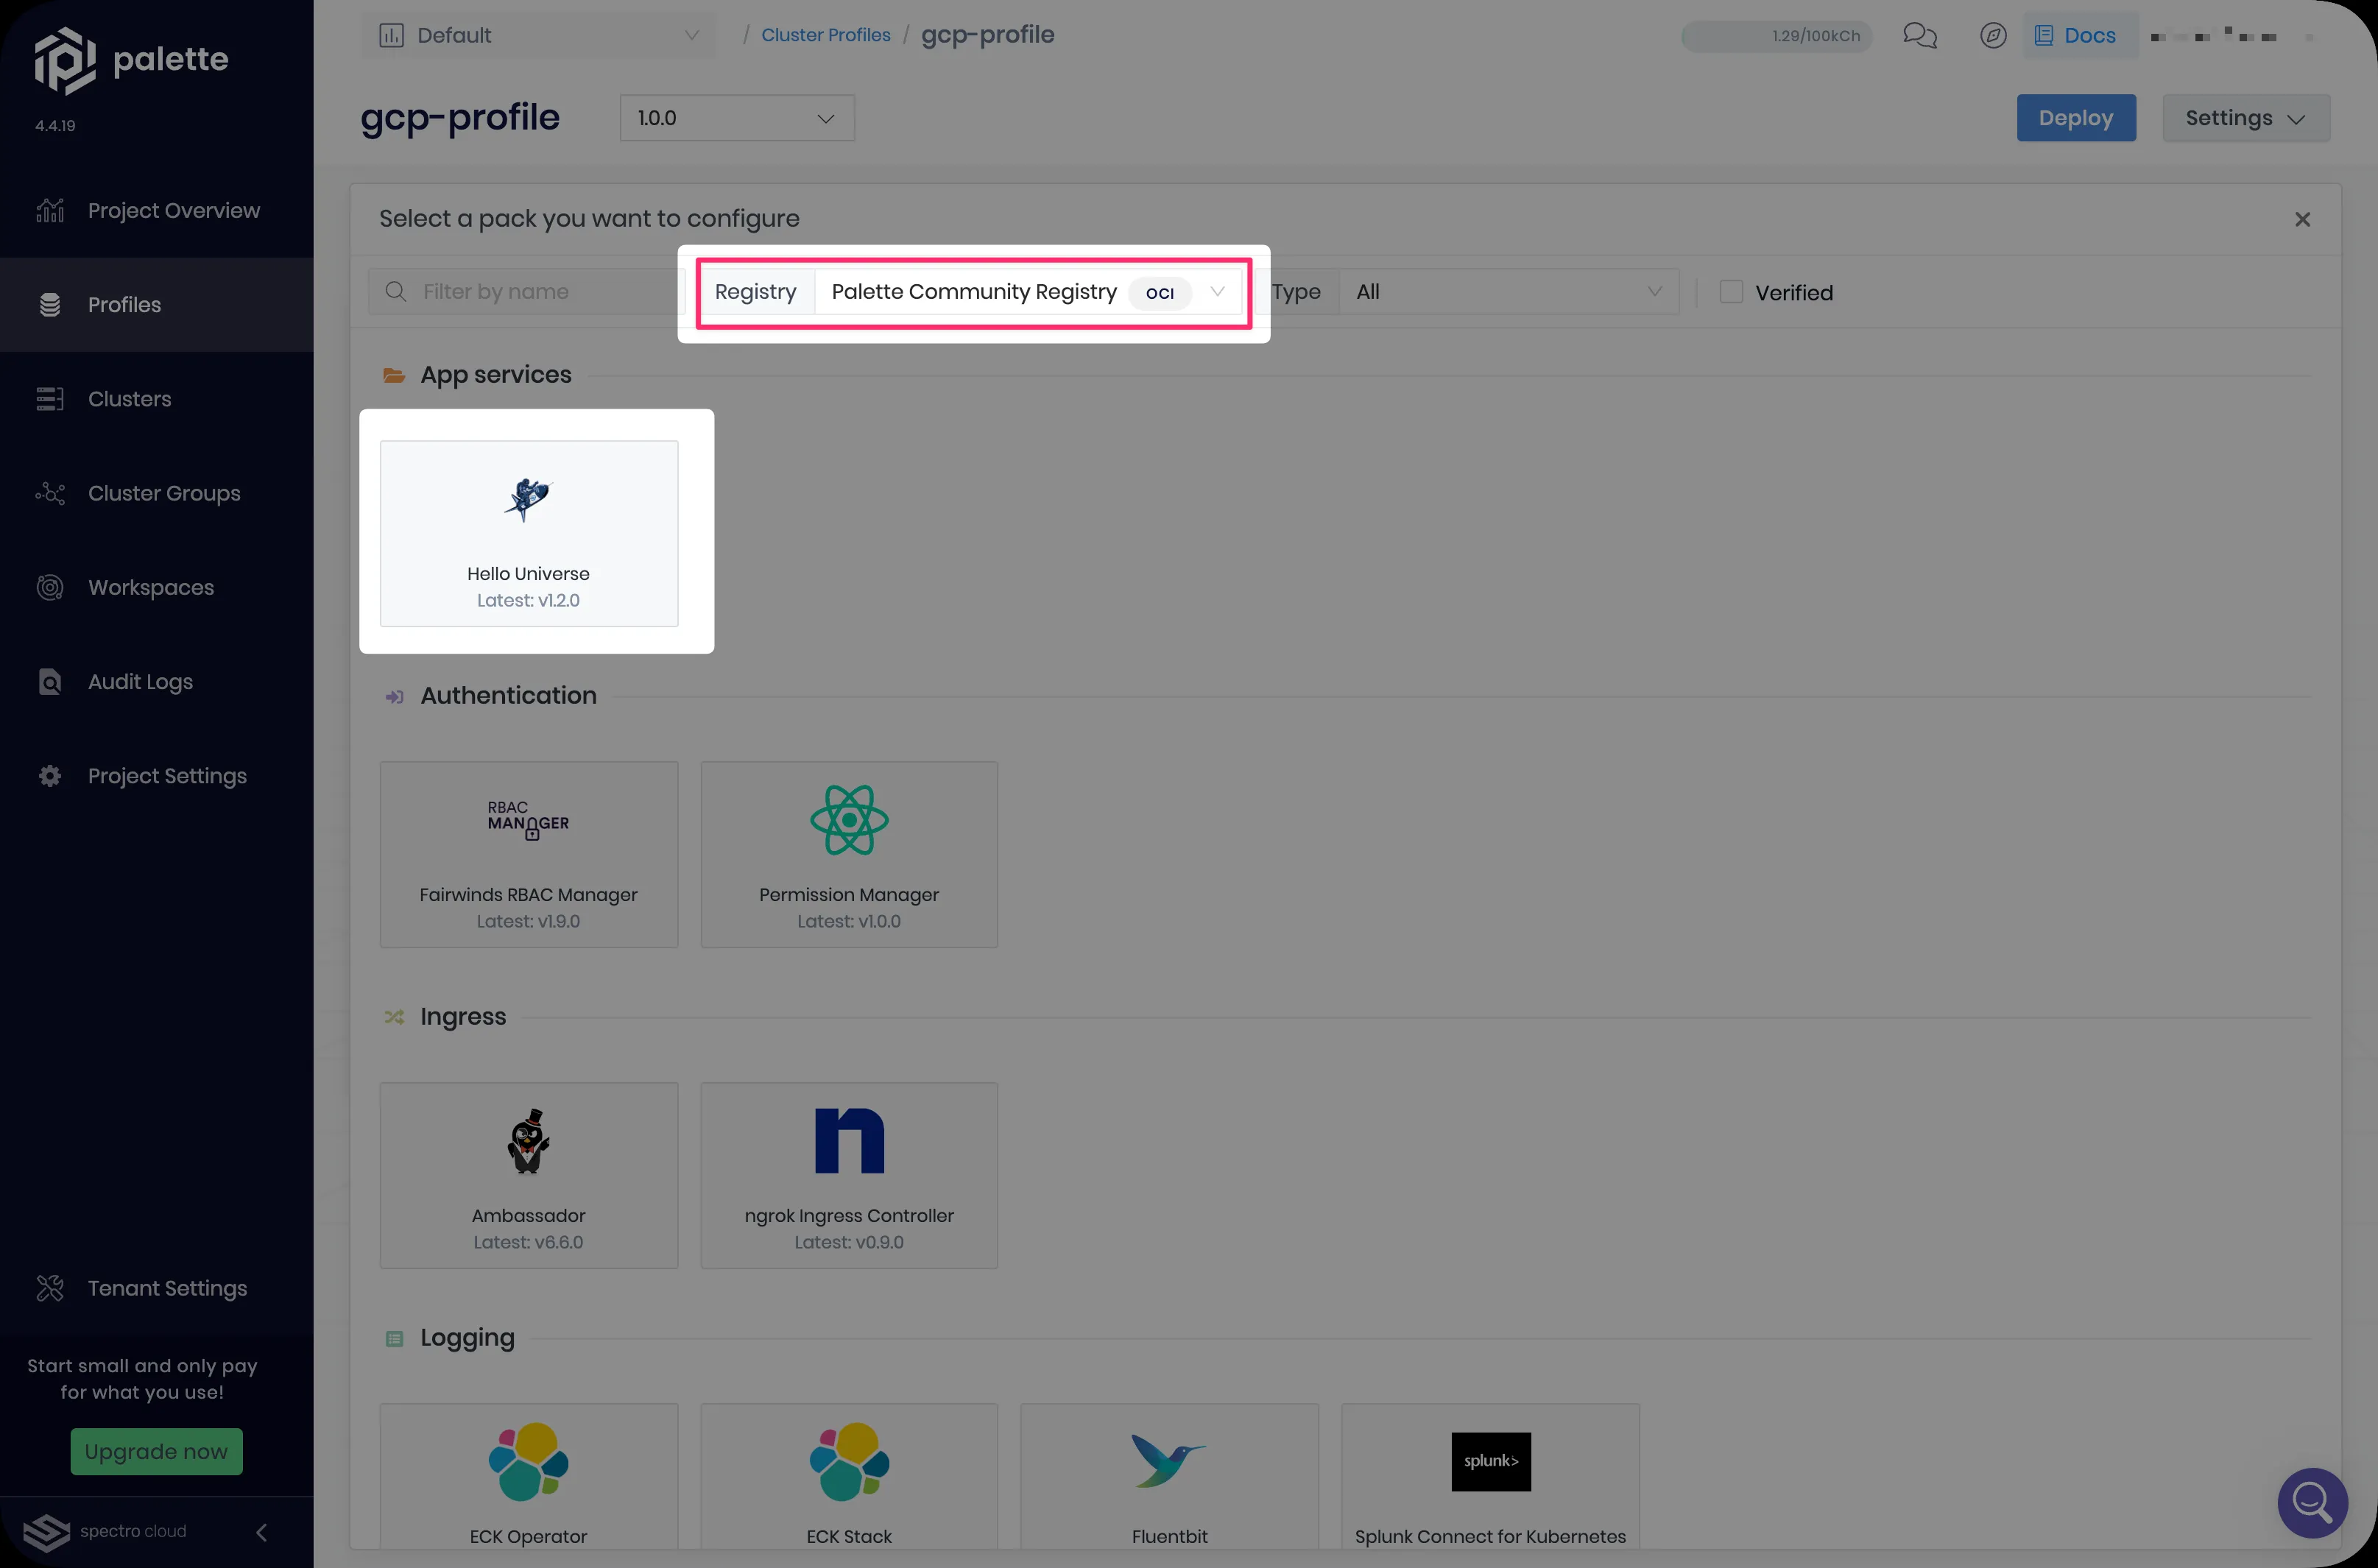 palette
4.4.19
Project Overview
Profiles
Clusters
Cluster Groups
Workspaces
Audit Logs
Project Settings
Tenant Settings
Start small and only pay
for what you use!
Upgrade now
spectro cloud
Default / Cluster Profiles / gcp-profile
1.29/100kCh
Docs
gcp-profile
1.0.0
Deploy
Settings
Select a pack you want to configure
Filter by name
Registry Palette Community Registry OCI
Type All
Verified
App services
Hello Universe
Latest: v1.2.0
Authentication
RBAC
MANAGER
Fairwinds RBAC Manager
Latest: v1.9.0
Permission Manager
Latest: v1.0.0
Ingress
Ambassador
Latest: v6.6.0
n
ngrok Ingress Controller
Latest: v0.9.0
Logging
ECK Operator
ECK Stack
Fluentbit
splunk>
Splunk Connect for Kubernetes